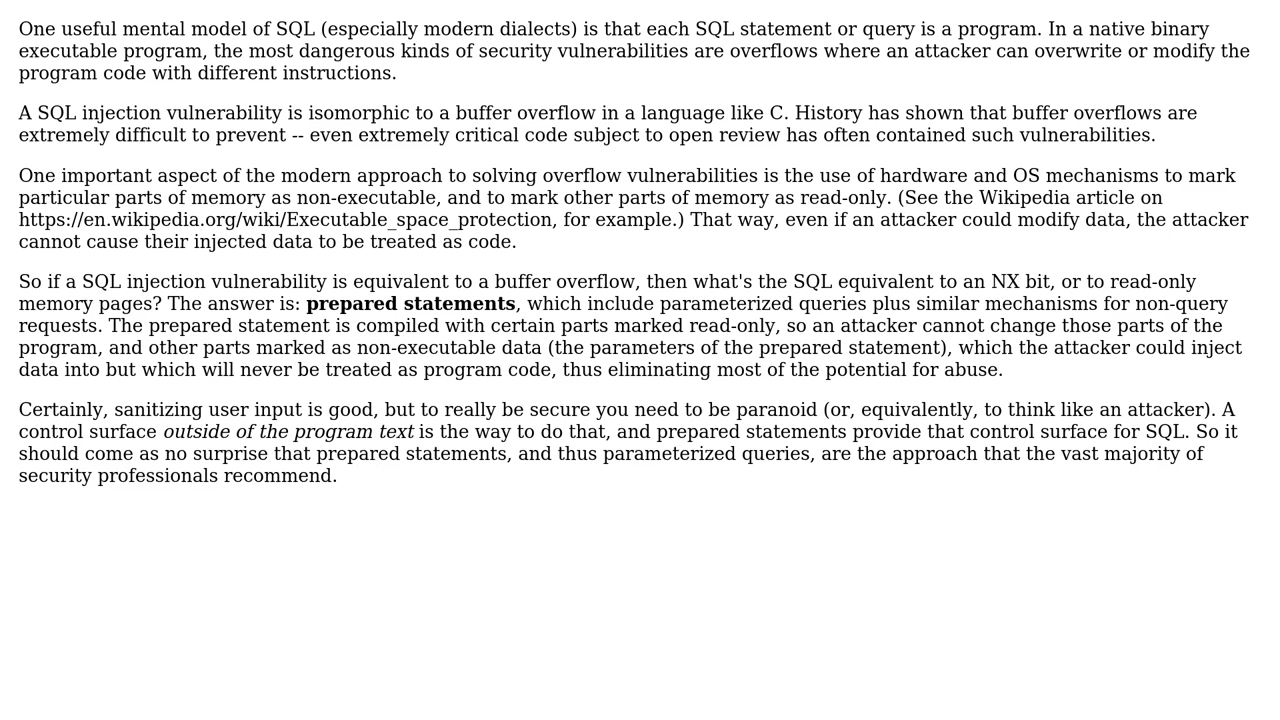 One useful mental model of SQL (especially modern dialects) is that each SQL statement or query is a program. In a native binary
executable program, the most dangerous kinds of security vulnerabilities are overflows where an attacker can overwrite or modify the
program code with different instructions.
A SQL injection vulnerability is isomorphic to a buffer overflow in a language like C. History has shown that buffer overflows are
extremely difficult to prevent -- even extremely critical code subject to open review has often contained such vulnerabilities.
One important aspect of the modern approach to solving overflow vulnerabilities is the use of hardware and OS mechanisms to mark
particular parts of memory as non-executable, and to mark other parts of memory as read-only. (See the Wikipedia article on
https://en.wikipedia.org/wiki/Executable_space_protection, for example.) That way, even if an attacker could modify data, the attacker
cannot cause their injected data to be treated as code.
So if a SQL injection vulnerability is equivalent to a buffer overflow, then what's the SQL equivalent to an NX bit, or to read-only
memory pages? The answer is: prepared statements, which include parameterized queries plus similar mechanisms for non-query
requests. The prepared statement is compiled with certain parts marked read-only, so an attacker cannot change those parts of the
program, and other parts marked as non-executable data (the parameters of the prepared statement), which the attacker could inject
data into but which will never be treated as program code, thus eliminating most of the potential for abuse.
Certainly, sanitizing user input is good, but to really be secure you need to be paranoid (or, equivalently, to think like an attacker). A
control surface outside of the program text is the way to do that, and prepared statements provide that control surface for SQL. So it
should come as no surprise that prepared statements, and thus parameterized queries, are the approach that the vast majority of
security professionals recommend.